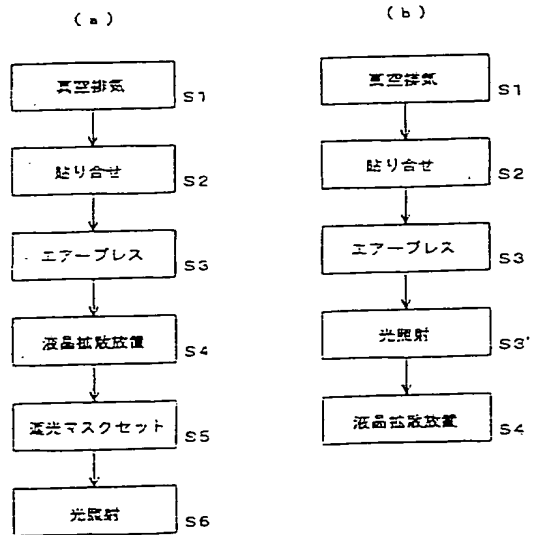 (a)
真空排気 S1
貼り合せ S2
エアープレス S3
液晶拡散放置 S4
遮光マスクセット S5
光照射 S6
(b)
真空排気 S1
貼り合せ S2
エアープレス S3
光照射 S3'
液晶拡散放置 S4